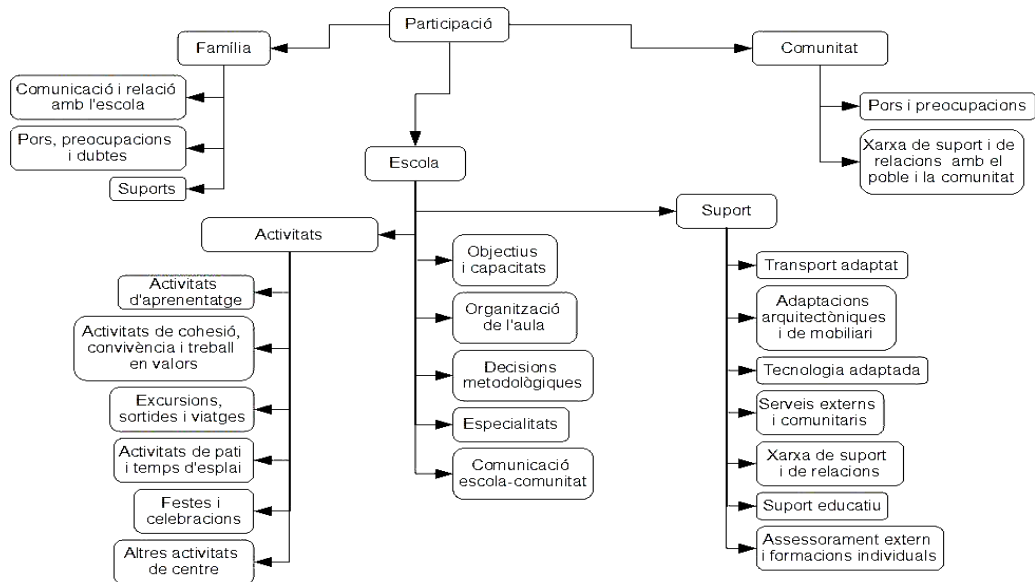 Participació
Família
Comunicació i relació
amb l'escola
Pors, preocupacions
i dubtes
Suports
Comunitat
Pors i preocupacions
Xarxa de suport i de
relacions amb el
poble i la comunitat
Escola
Activitats
Activitats
d'aprenentatge
Activitats de cohesió,
convivència i treball
en valors
Excursions,
sortides i viatges
Activitats de pati
i temps d'esplai
Festes i
celebracions
Altres activitats
de centre
Objectius
i capacitats
Organització
de l'aula
Decisions
metodològiques
Especialitats
Comunicació
escola-comunitat
Suport
Transport adaptat
Adaptacions
arquitectòniques
i de mobiliari
Tecnologia adaptada
Serveis externs
i comunitaris
Xarxa de suport
i de relacions
Suport educatiu
Assessorament extern
i formacions individuals